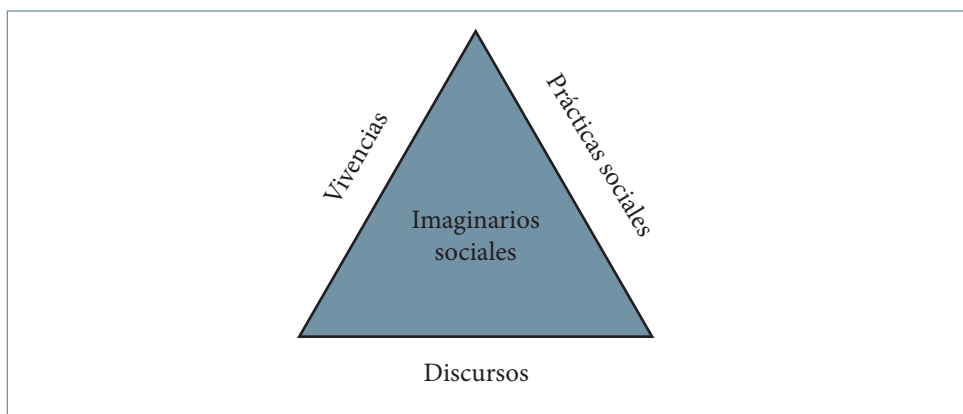 Vivencias
Prácticas sociales
Imaginarios
sociales
Discursos